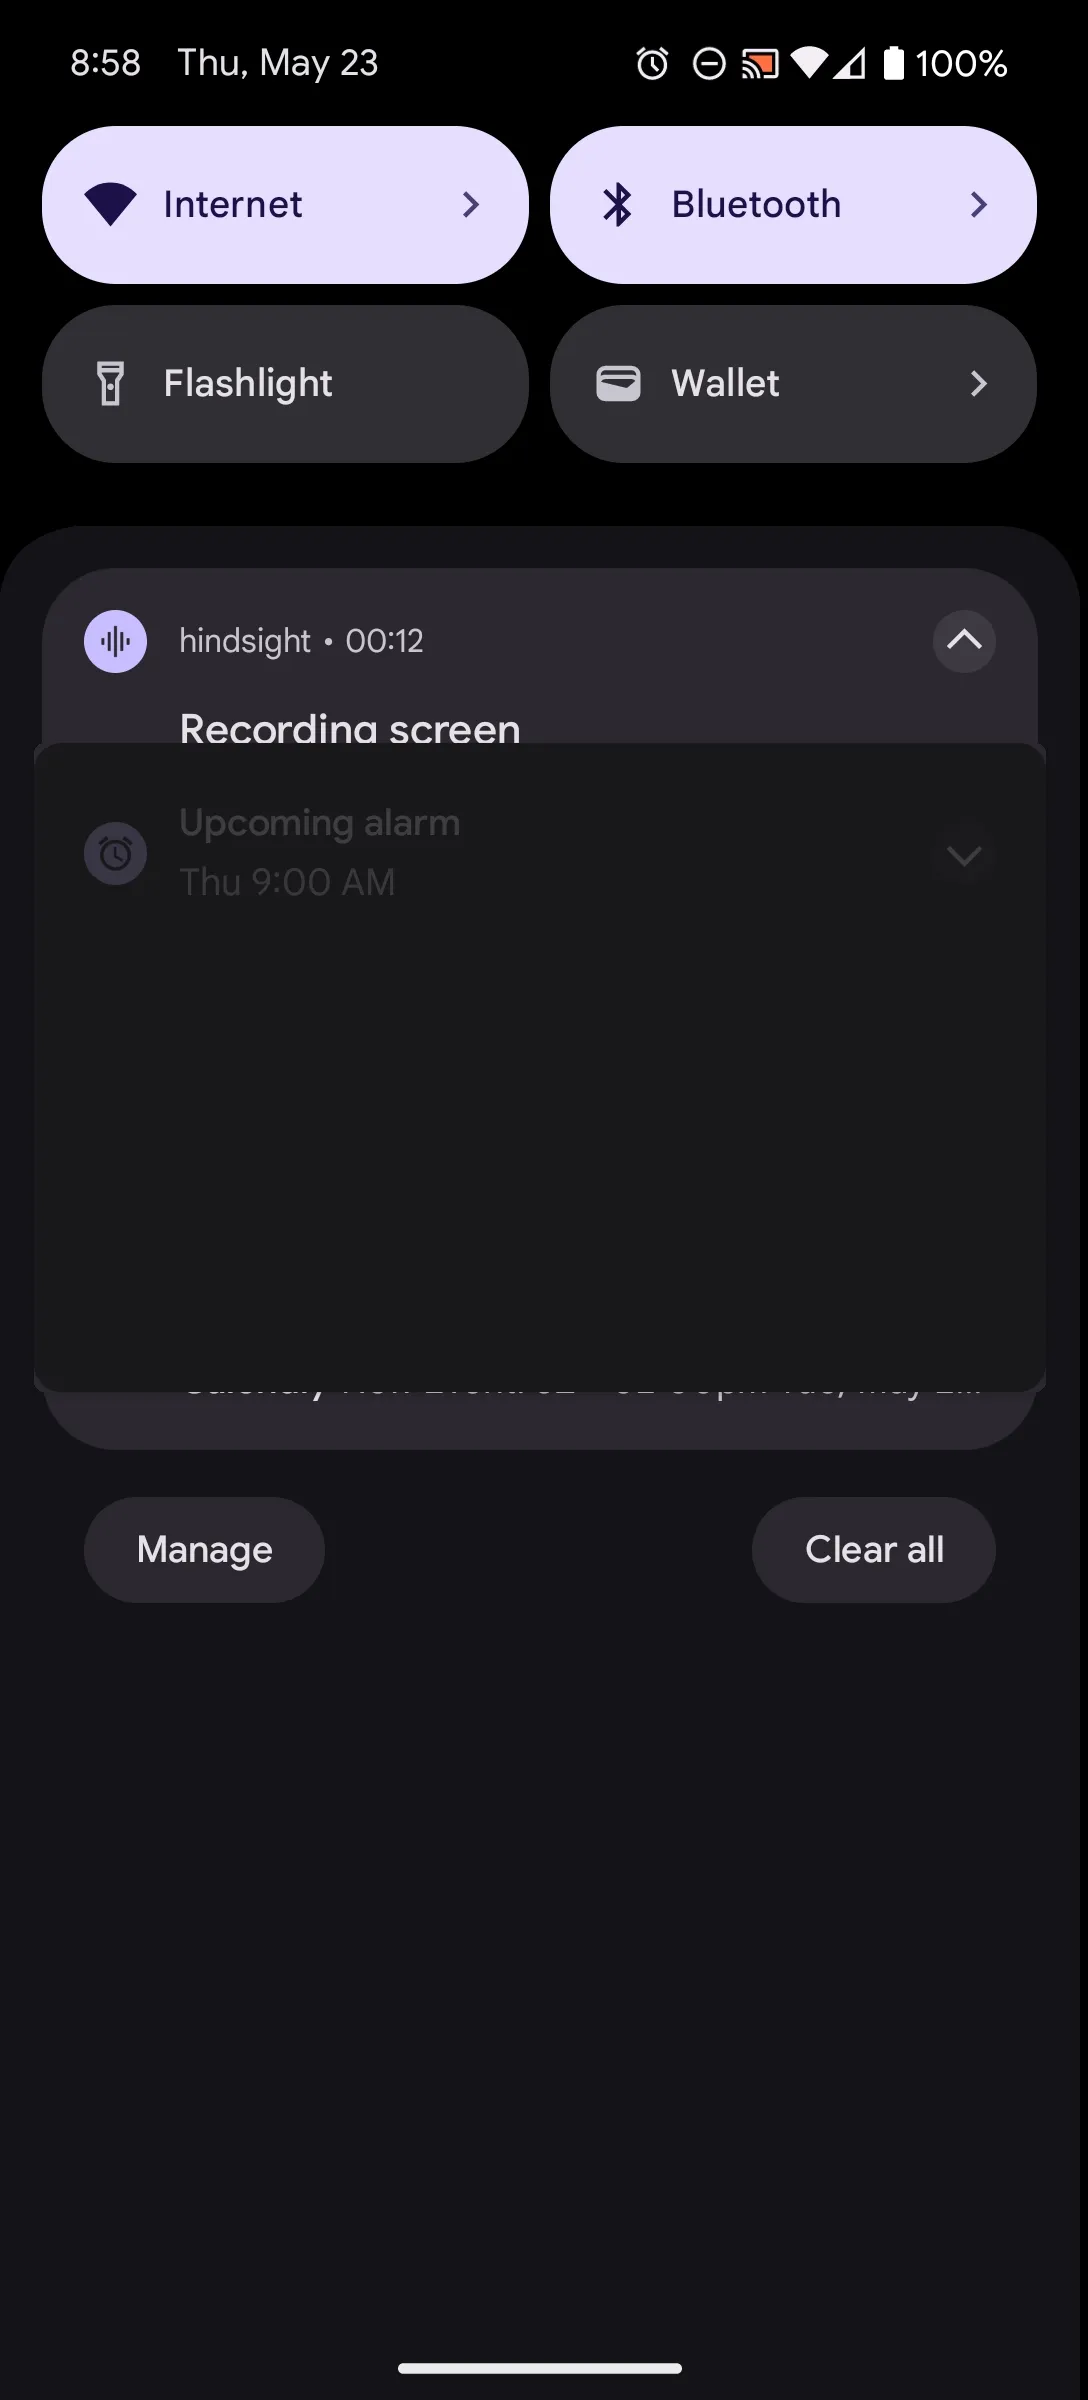 8:58 Thu, May 23 100%
Internet Bluetooth
Flashlight Wallet
hindsight • 00:12
Recording screen
Upcoming alarm
Thu 9:00 AM
Manage Clear all